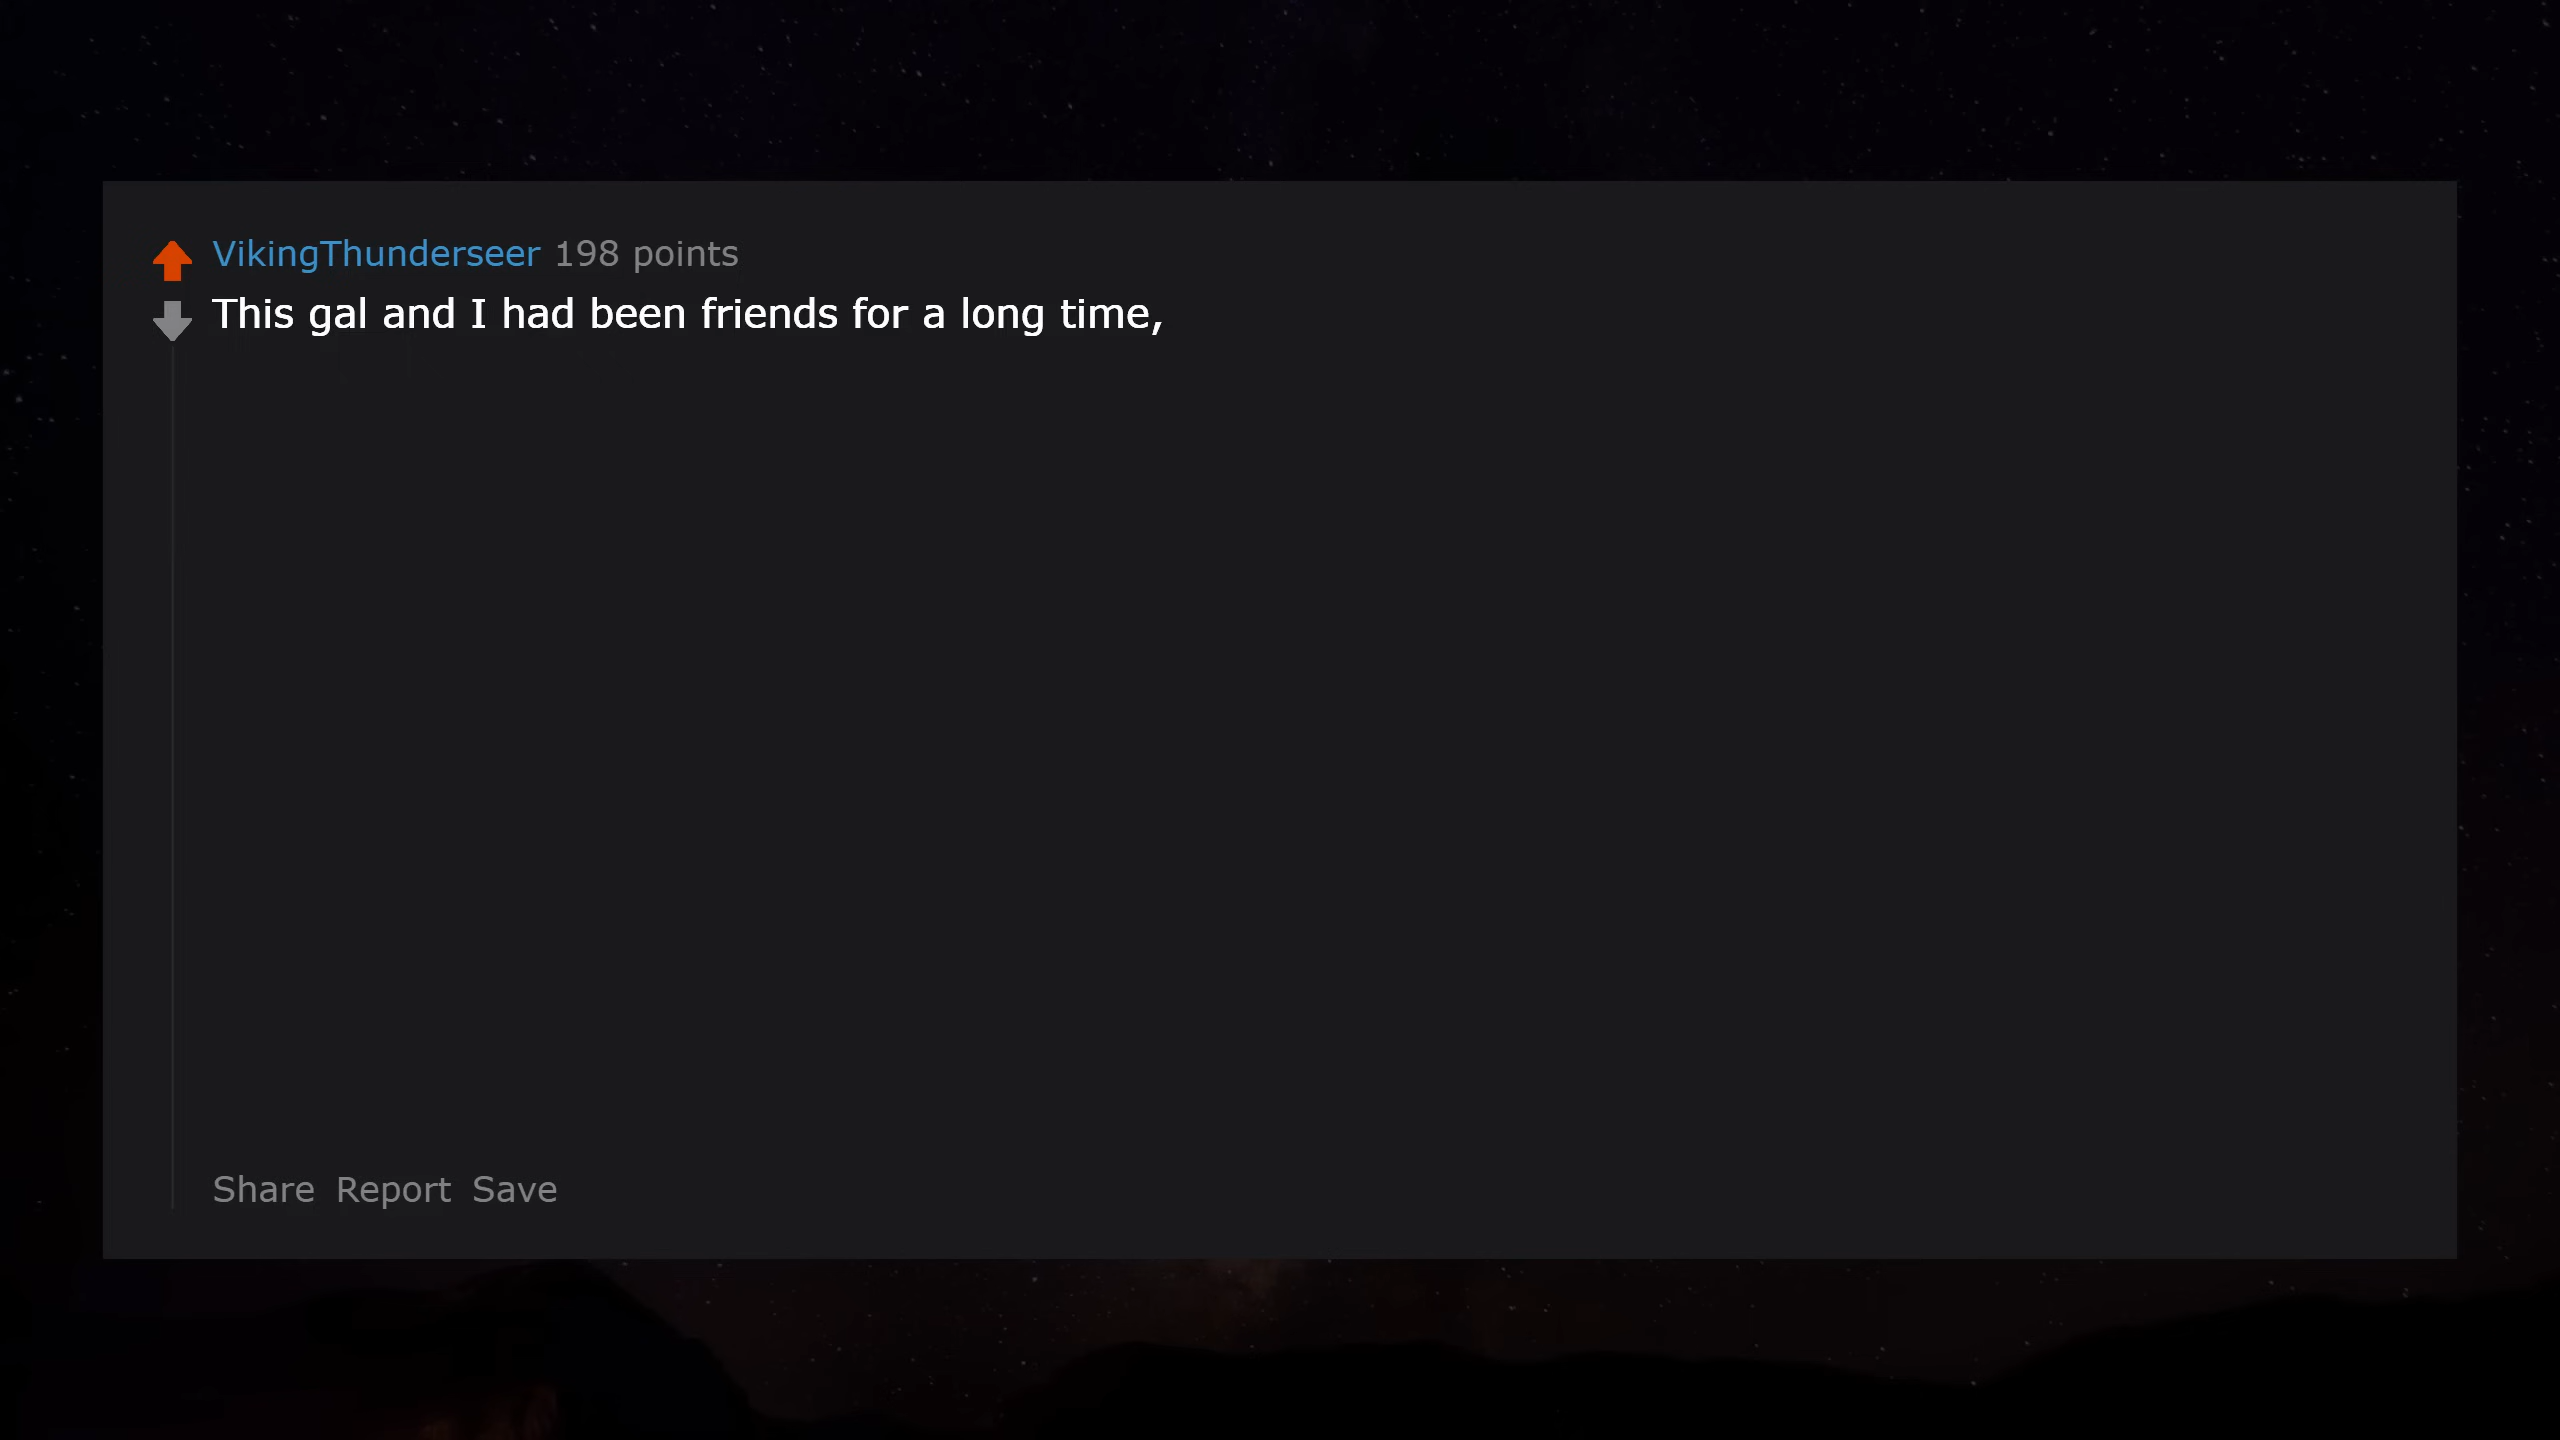 VikingThunderseer 198 points
This gal and I had been friends for a long time,
Share Report Save